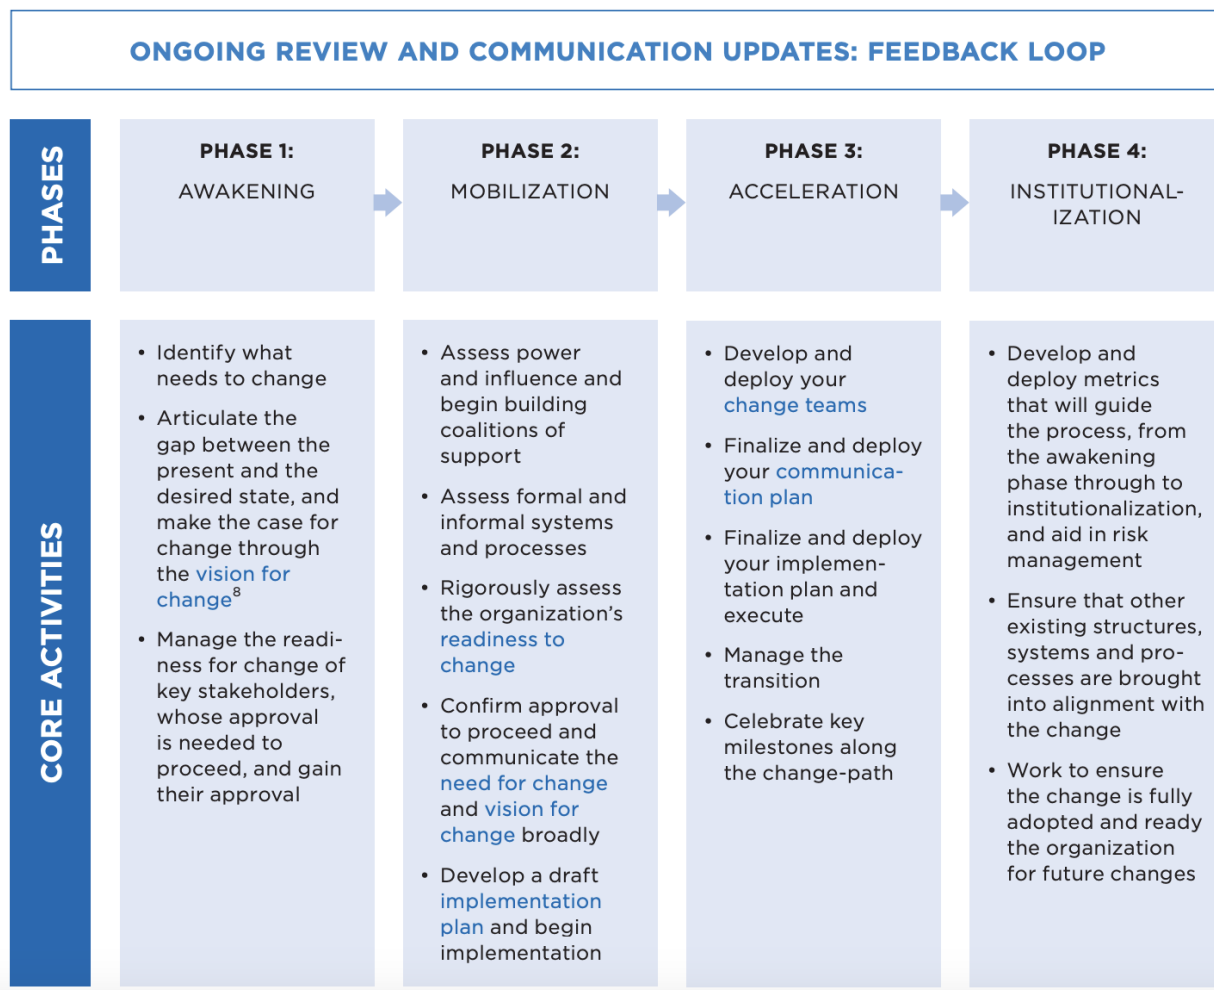 ONGOING REVIEW AND COMMUNICATION UPDATES: FEEDBACK LOOP
PHASES
PHASE 1:
AWAKENING
PHASE 2:
MOBILIZATION
PHASE 3:
ACCELERATION
PHASE 4:
INSTITUTIONAL-
IZATION
CORE ACTIVITIES
• Identify what
needs to change
• Articulate the
gap between the
present and the
desired state, and
make the case for
change through
the vision for
change8
• Manage the readi-
ness for change of
key stakeholders,
whose approval
is needed to
proceed, and gain
their approval
• Assess power
and influence and
begin building
coalitions of
support
• Assess formal and
informal systems
and processes
• Rigorously assess
the organization’s
readiness to
change
• Confirm approval
to proceed and
communicate the
need for change
and vision for
change broadly
• Develop a draft
implementation
plan and begin
implementation
• Develop and
deploy your
change teams
• Finalize and deploy
your communica-
tion plan
• Finalize and deploy
your implemen-
tation plan and
execute
• Manage the
transition
• Celebrate key
milestones along
the change-path
• Develop and
deploy metrics
that will guide
the process, from
the awakening
phase through to
institutionalization,
and aid in risk
management
• Ensure that other
existing structures,
systems and pro-
cesses are brought
into alignment with
the change
• Work to ensure
the change is fully
adopted and ready
the organization
for future changes